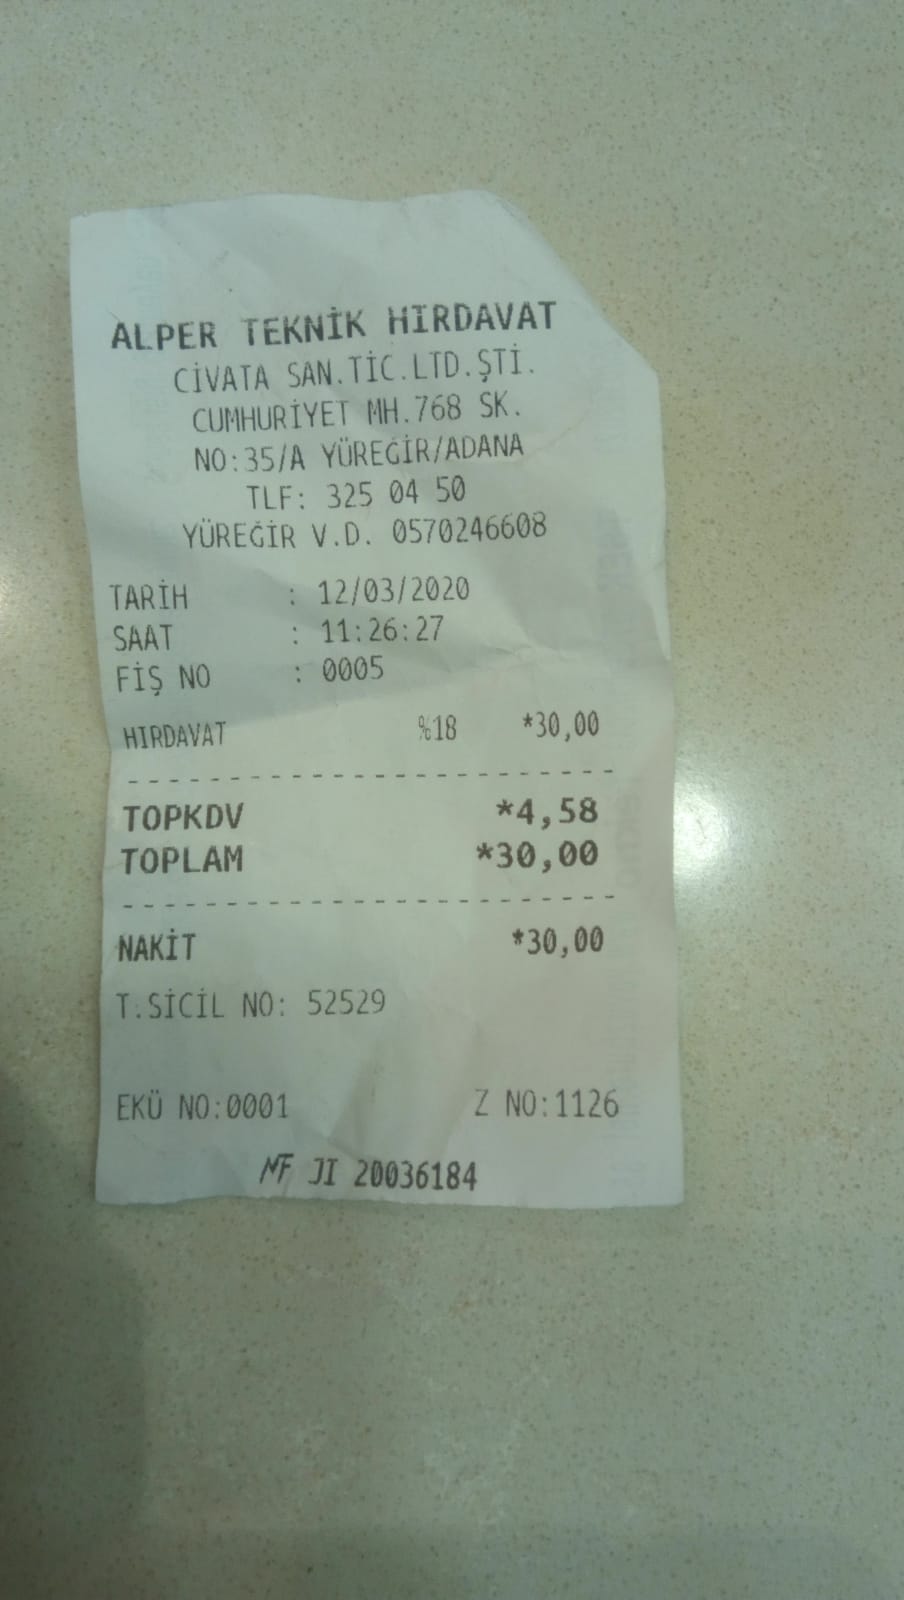 ALPER TEKNİK HIRDAVAT
CİVATA SAN.TİC.LTD.ŞTİ.
CUMHURİYET MH.768 SK.
NO:35/A YÜREĞİR/ADANA
TLF: 325 04 50
YÜREĞİR V.D. 0570246608
TARİH : 12/03/2020
SAAT : 11:26:27
FİŞ NO : 0005
HIRDAVAT %18 *30,00
TOPKDV *4,58
TOPLAM *30,00
NAKİT *30,00
T.SİCİL NO: 52529
EKÜ NO:0001 Z NO:1126
MF JI 20036184